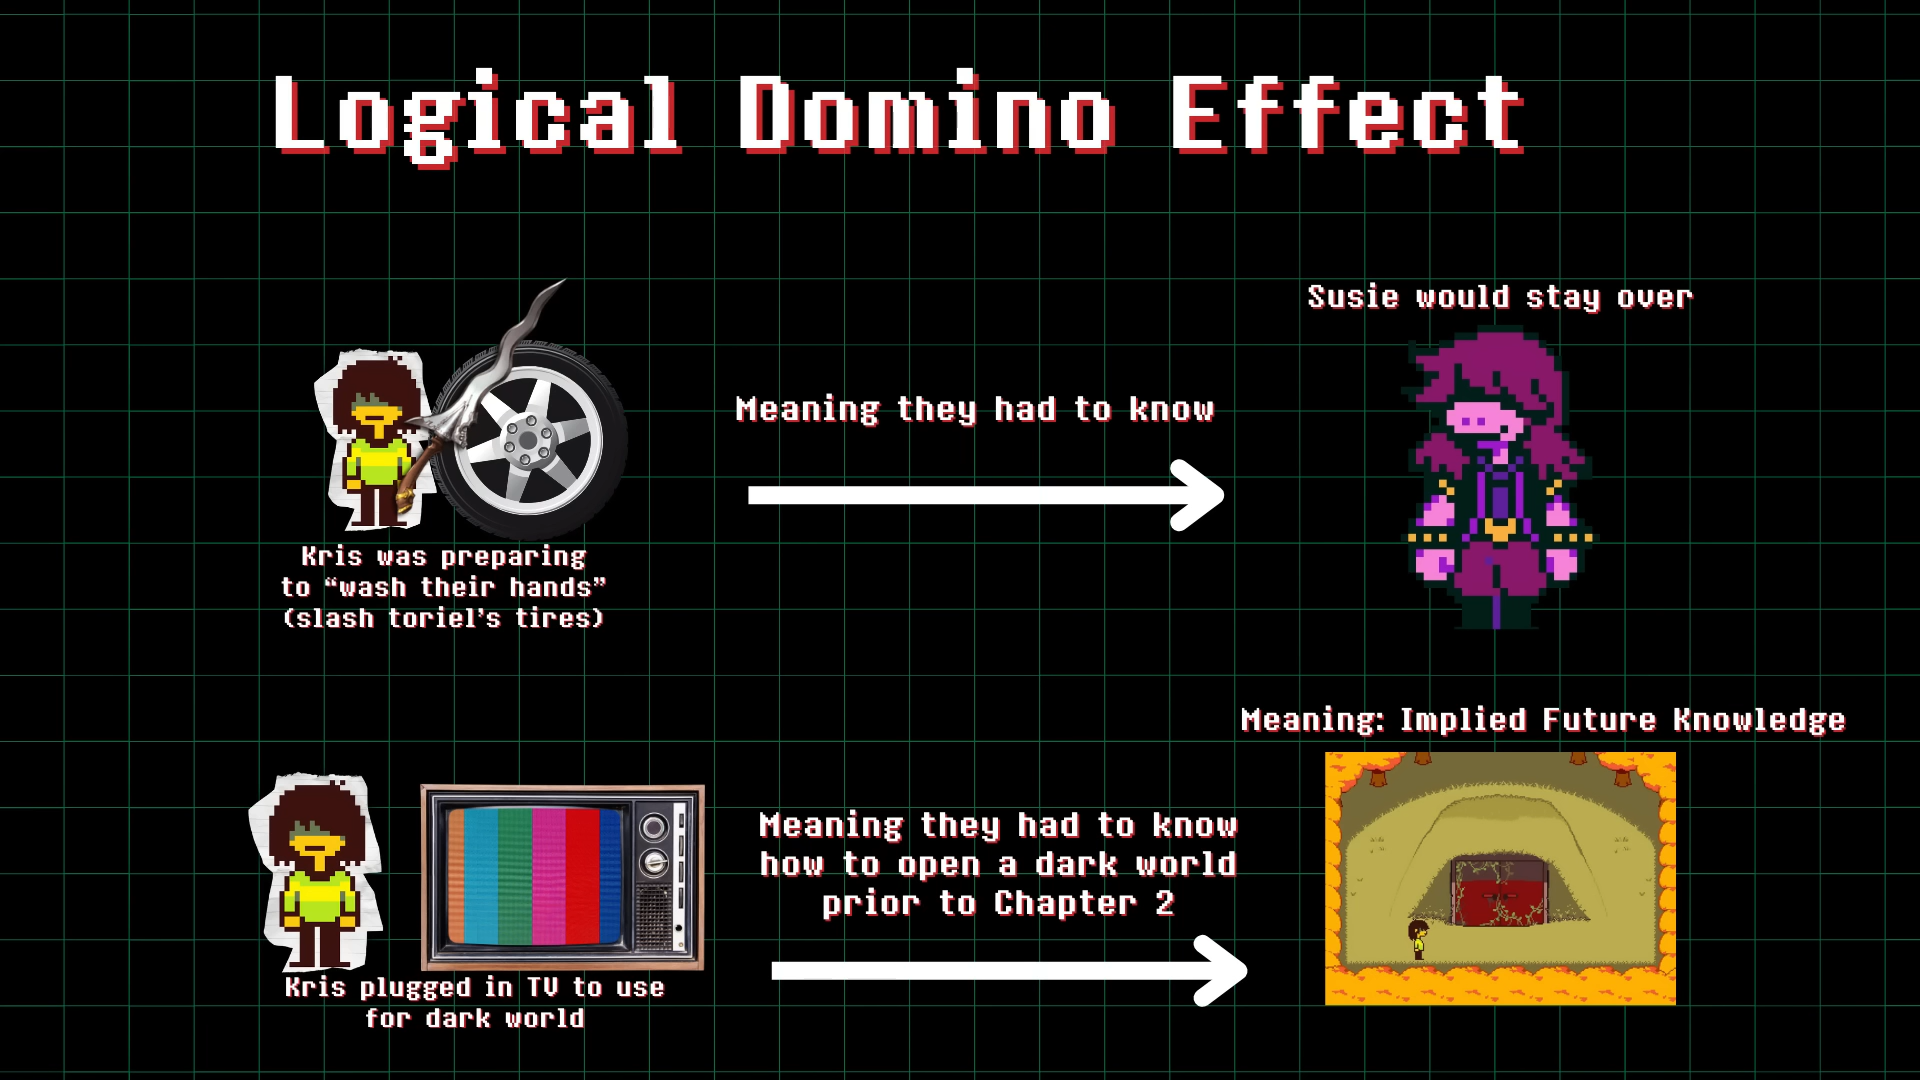 Logical Domino Effect
Susie would stay over
Meaning they had to know
Kris was preparing
to “wash their hands”
(slash toriel’s tires)
Meaning: Implied Future Knowledge
Meaning they had to know
how to open a dark world
prior to Chapter 2
Kris plugged in TV to use
for dark world